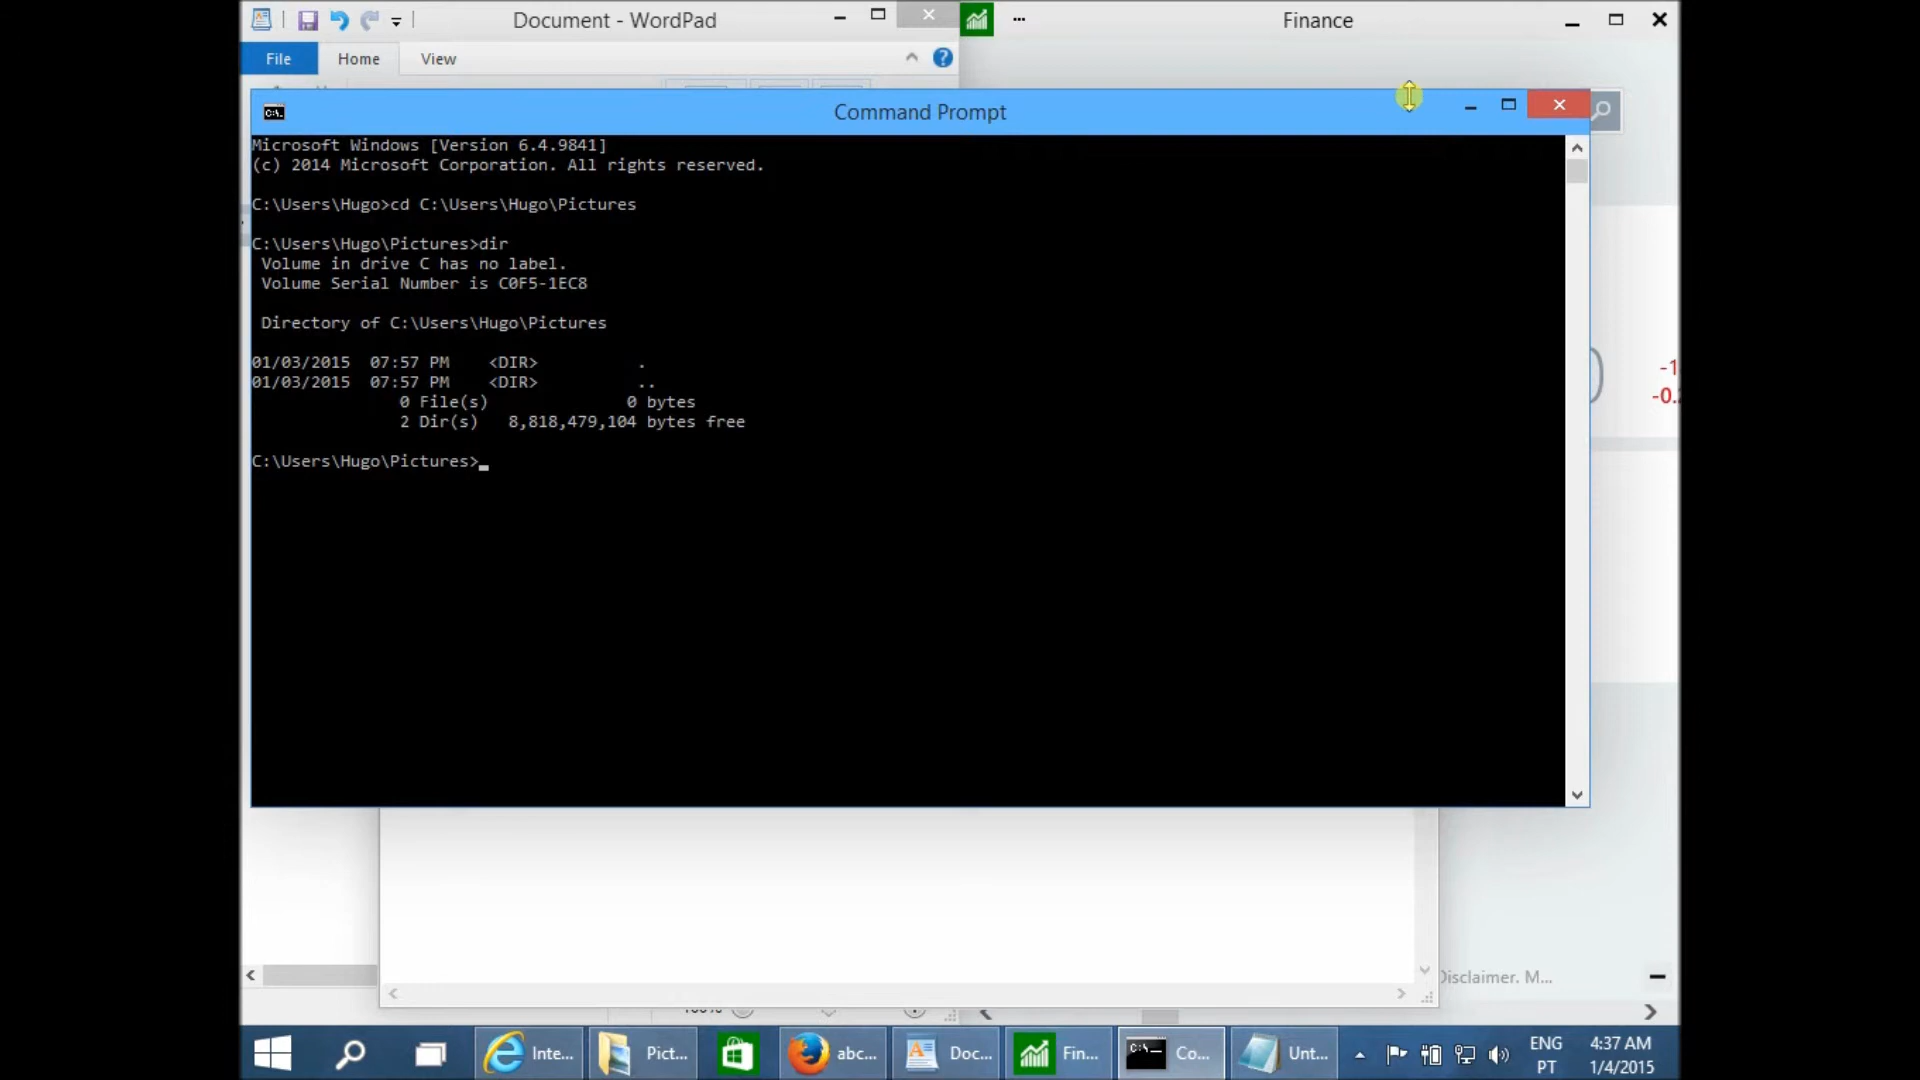 Document - WordPad
Finance
File
Home
View
Command Prompt
Microsoft Windows [Version 6.4.9841]
(c) 2014 Microsoft Corporation. All rights reserved.
C:\Users\Hugo>cd C:\Users\Hugo\Pictures
C:\Users\Hugo\Pictures>dir
Volume in drive C has no label.
Volume Serial Number is C0F5-1EC8
Directory of C:\Users\Hugo\Pictures
01/03/2015 07:57 PM <DIR> .
01/03/2015 07:57 PM <DIR> ..
0 File(s) 0 bytes
2 Dir(s) 8,818,479,104 bytes free
C:\Users\Hugo\Pictures>_
Disclaimer. M...
Inte...
Pict...
abc...
Doc...
Fin...
Co...
Unt...
ENG
PT
4:37 AM
1/4/2015